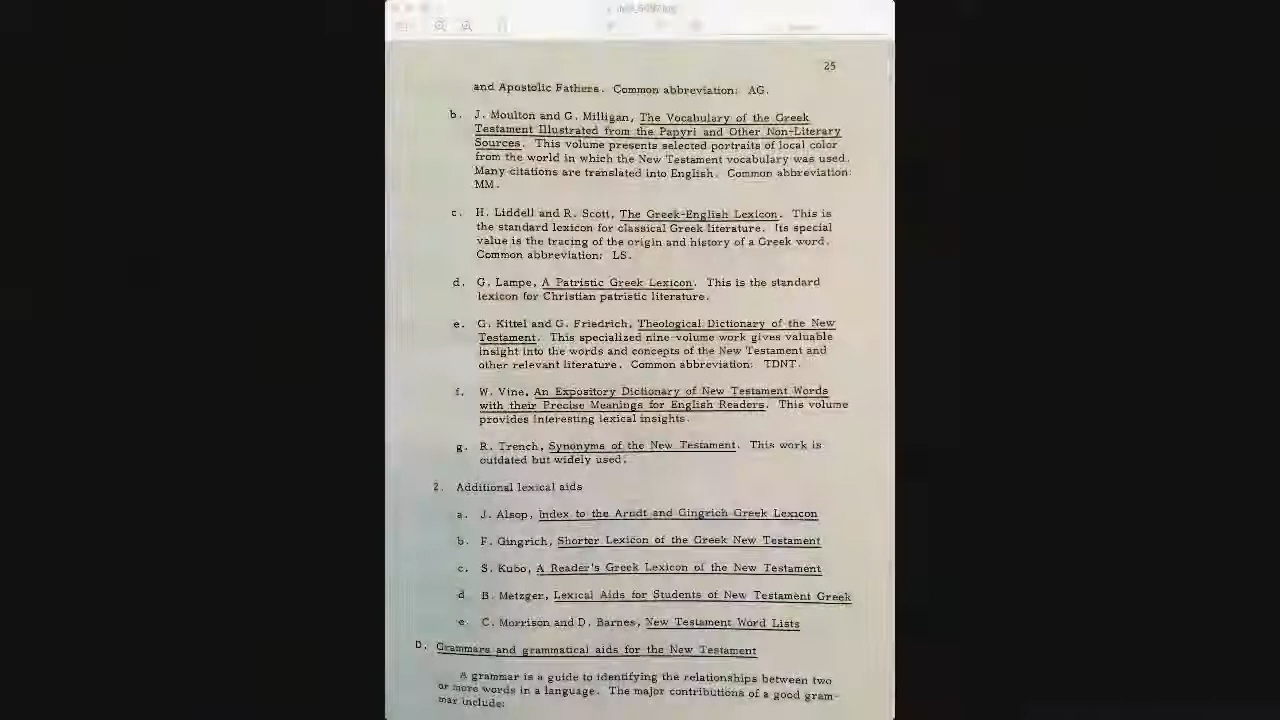 25
and Apostolic Fathers. Common abbreviation: AG.
b. J. Moulton and G. Milligan, The Vocabulary of the Greek
Testament Illustrated from the Papyri and Other Non-Literary
Sources. This volume presents selected portraits of local color
from the world in which the New Testament vocabulary was used.
Many citations are translated into English. Common abbreviation:
MM.
c. H. Liddell and R. Scott, The Greek-English Lexicon. This is
the standard lexicon for classical Greek literature. Its special
value is the tracing of the origin and history of a Greek word.
Common abbreviation: LS.
d. G. Lampe, A Patristic Greek Lexicon. This is the standard
lexicon for Christian patristic literature.
e. G. Kittel and G. Friedrich, Theological Dictionary of the New
Testament. This specialized nine-volume work gives valuable
insight into the words and concepts of the New Testament and
other relevant literature. Common abbreviation: TDNT.
f. W. Vine, An Expository Dictionary of New Testament Words
with their Precise Meanings for English Readers. This volume
provides interesting lexical insights.
g. R. Trench, Synonyms of the New Testament. This work is
outdated but widely used.
2. Additional lexical aids
a. J. Alsop, Index to the Arndt and Gingrich Greek Lexicon
b. F. Gingrich, Shorter Lexicon of the Greek New Testament
c. S. Kubo, A Reader's Greek Lexicon of the New Testament
d B. Metzger, Lexical Aids for Students of New Testament Greek
e. C. Morrison and D. Barnes, New Testament Word Lists
D. Grammars and grammatical aids for the New Testament
A grammar is a guide to identifying the relationships between two
or more words in a language. The major contributions of a good gram-
mar include: